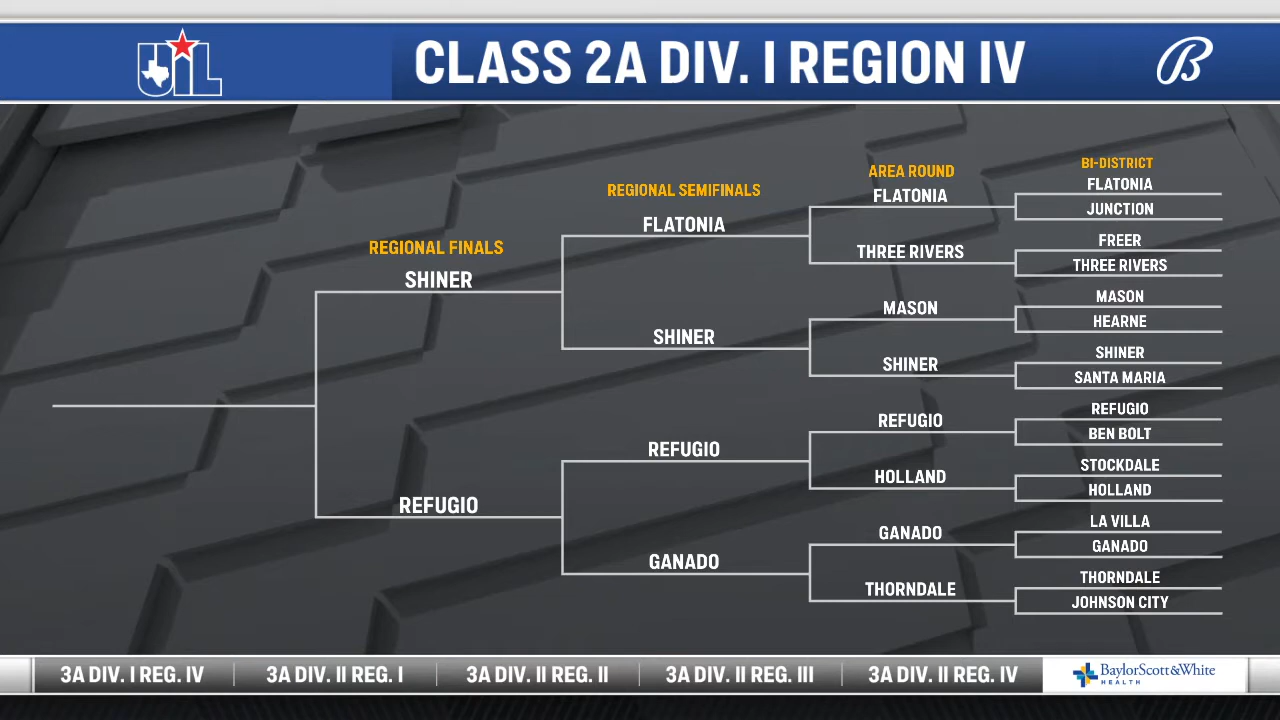 UIL
CLASS 2A DIV. I REGION IV
B
REGIONAL FINALS
SHINER
REFUGIO
REGIONAL SEMIFINALS
FLATONIA
SHINER
REFUGIO
GANADO
AREA ROUND
FLATONIA
THREE RIVERS
MASON
SHINER
REFUGIO
HOLLAND
GANADO
THORNDALE
BI-DISTRICT
FLATONIA
JUNCTION
FREER
THREE RIVERS
MASON
HEARNE
SHINER
SANTA MARIA
REFUGIO
BEN BOLT
STOCKDALE
HOLLAND
LA VILLA
GANADO
THORNDALE
JOHNSON CITY
3A DIV. I REG. IV
3A DIV. II REG. I
3A DIV. II REG. II
3A DIV. II REG. III
3A DIV. II REG. IV
BaylorScott&White
HEALTH